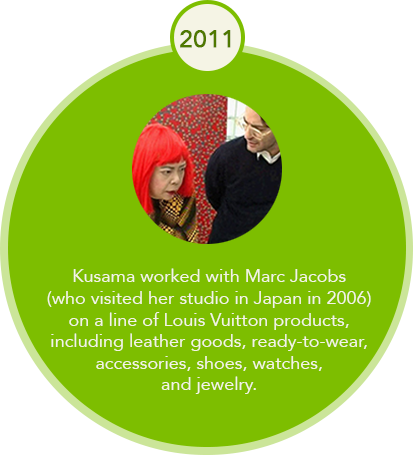 2011
Kusama worked with Marc Jacobs
(who visited her studio in Japan in 2006)
on a line of Louis Vuitton products,
including leather goods, ready-to-wear,
accessories, shoes, watches,
and jewelry.